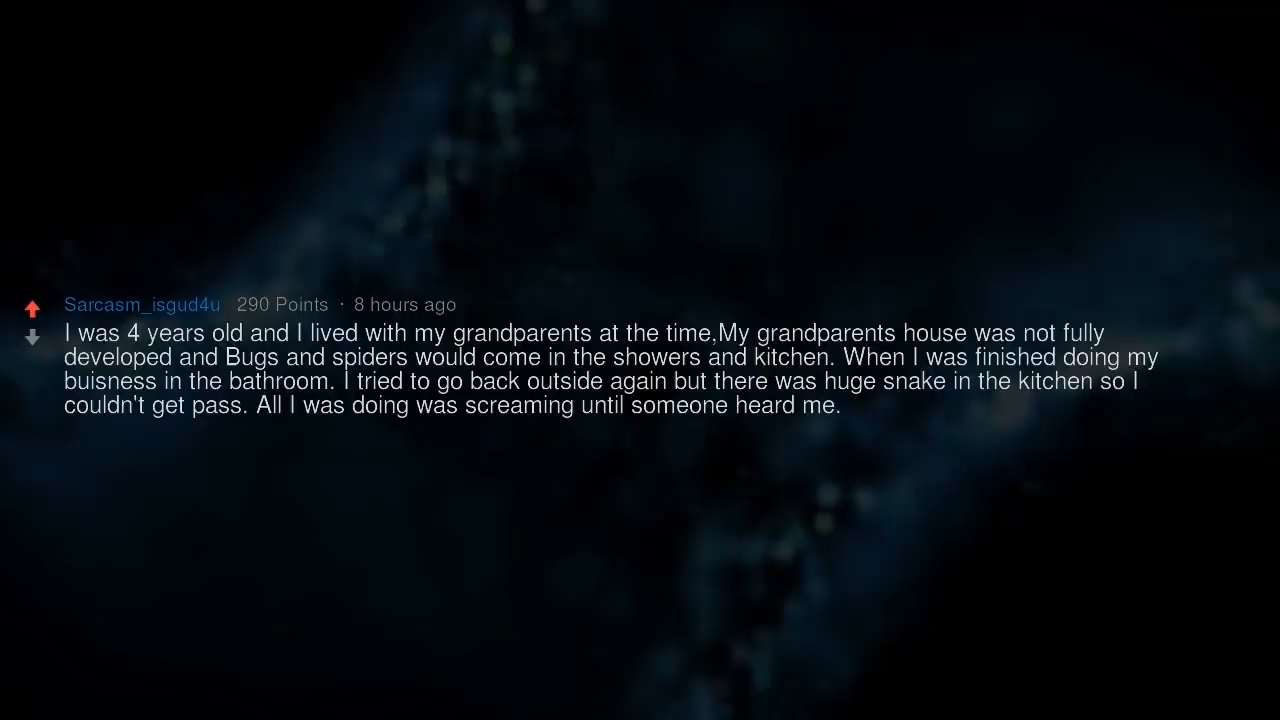 Sarcasm_isgud4u 290 Points · 8 hours ago
I was 4 years old and I lived with my grandparents at the time,My grandparents house was not fully
developed and Bugs and spiders would come in the showers and kitchen. When I was finished doing my
buisness in the bathroom. I tried to go back outside again but there was huge snake in the kitchen so I
couldn't get pass. All I was doing was screaming until someone heard me.